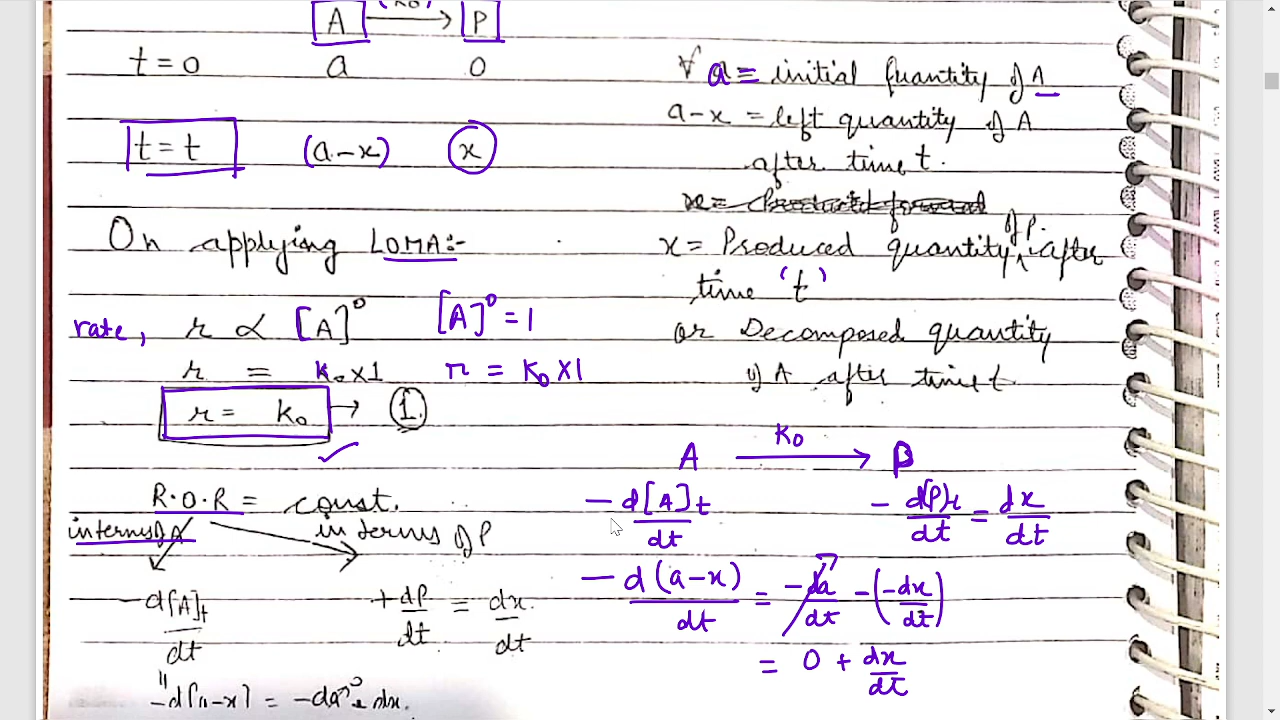 A (K₀)→ P
t = 0 a 0
t = t (a-x) x
On applying LOMA:-
rate, r ∝ [A]⁰ [A]⁰ = 1
r = k₀×1 r = K₀×1
r = k₀ → 1.
R.O.R = const.
in terms of A in terms of P
-d[A]t/dt +dP/dt = dx/dt
-d[a-x] = -da⁰ + dx.
∀ a = initial quantity of A
a-x = left quantity of A
after time t.
x = Produced quantity of P. after
time 't'
or Decomposed quantity
of A after time t
A K₀→ P
-d[A]t/dt -d[P]t/dt = dx/dt
-d(a-x)/dt = -da/dt⁰ -(-dx/dt)
= 0 + dx/dt